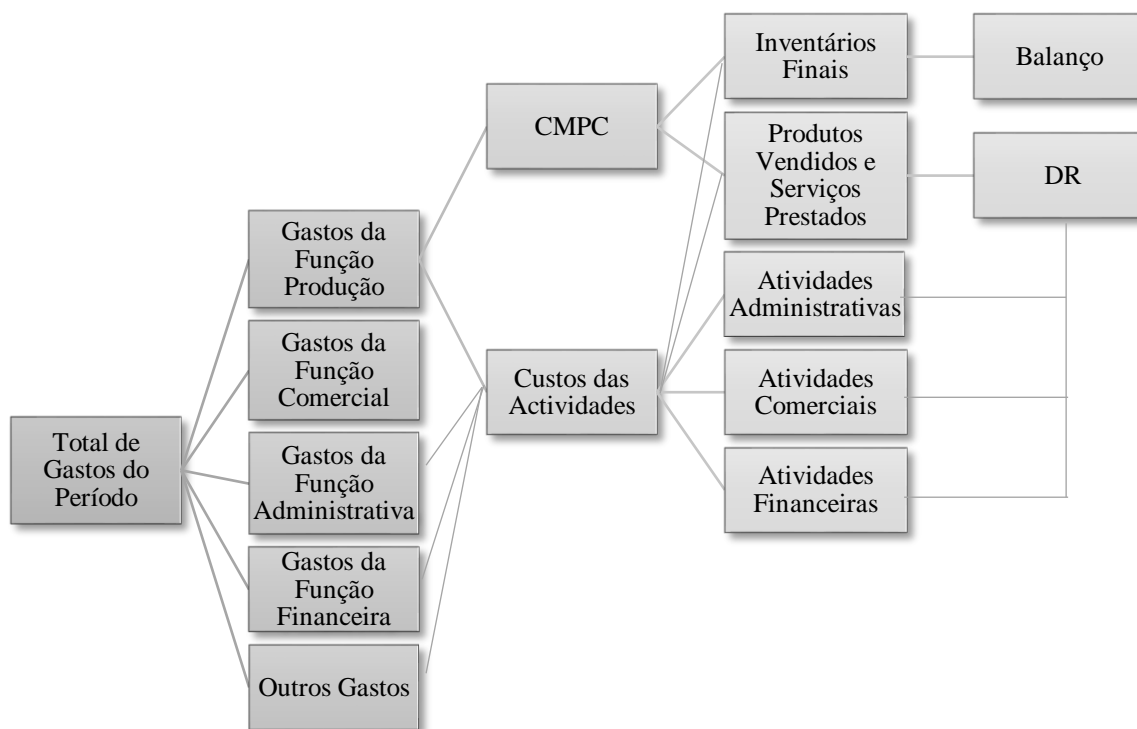 Inventários
Finais
Balanço
CMPC
Produtos
Vendidos e
Serviços
Prestados
DR
Gastos da
Função
Produção
Atividades
Administrativas
Gastos da
Função
Comercial
Custos das
Actividades
Atividades
Comerciais
Total de
Gastos do
Período
Gastos da
Função
Administrativa
Atividades
Financeiras
Gastos da
Função
Financeira
Outros Gastos